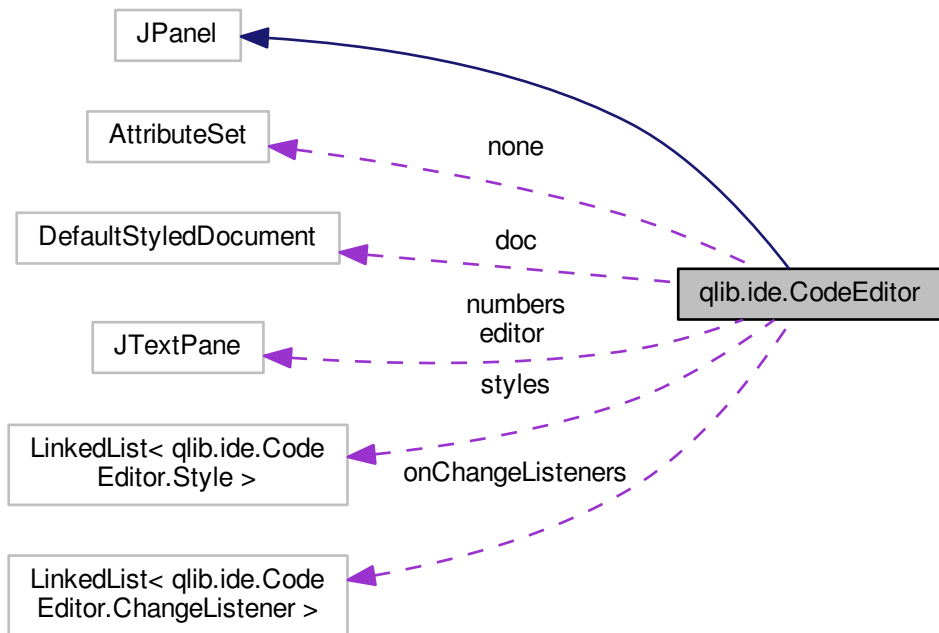 JPanel
AttributeSet
none
DefaultStyledDocument
doc
qlib.ide.CodeEditor
numbers
editor
JTextPane
styles
LinkedList< qlib.ide.Code
Editor.Style >
onChangeListeners
LinkedList< qlib.ide.Code
Editor.ChangeListener >